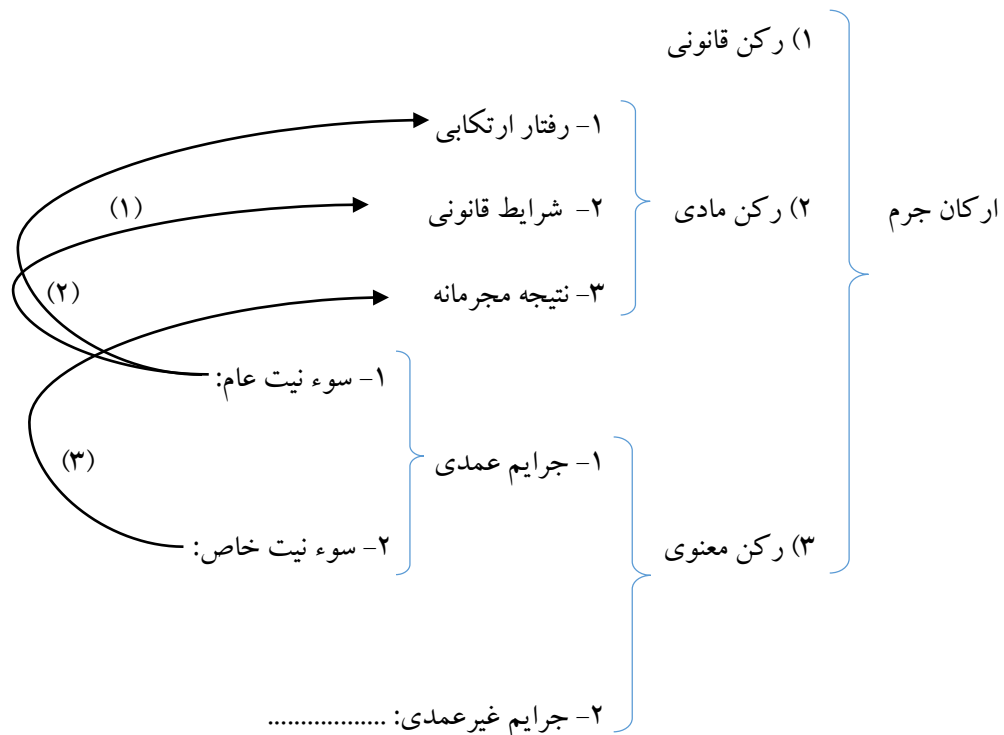 ۱) رکن قانونی
۱- رفتار ارتکابی
ارکان جرم
۲) رکن مادی
۲- شرایط قانونی
(۱)
۳- نتیجه مجرمانه
(۲)
۱- سوء نیت عام:
۱- جرایم عمدی
(۳)
۳) رکن معنوی
۲- سوء نیت خاص:
۲- جرایم غیرعمدی: ..................